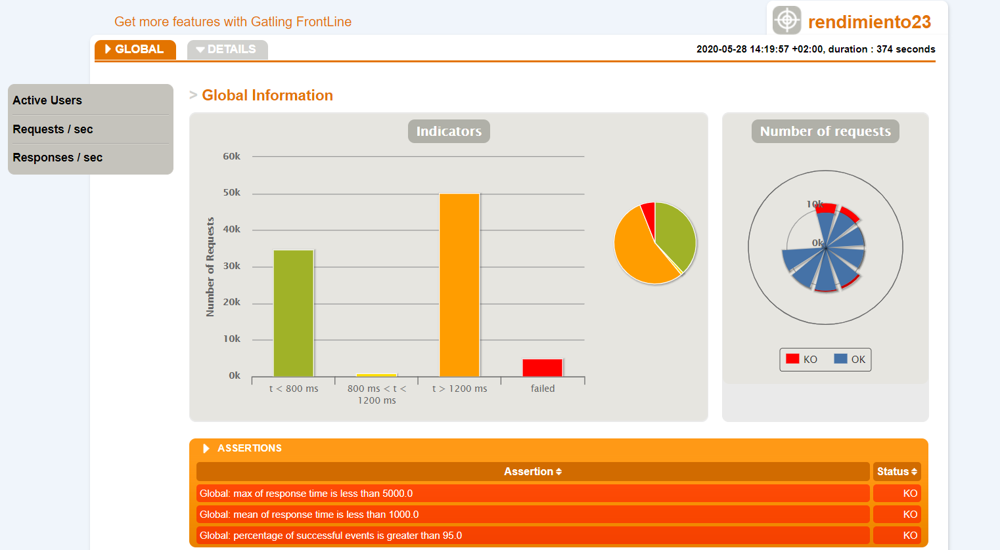 Get more features with Gatling FrontLine
rendimiento23
GLOBAL
DETAILS
2020-05-28 14:19:57 +02:00, duration : 374 seconds
Active Users
Requests / sec
Responses / sec
> Global Information
Indicators
Number of Requests
60k
50k
40k
30k
20k
10k
0k
t < 800 ms
800 ms < t <
1200 ms
t > 1200 ms
failed
Number of requests
10k
0k
KO
OK
ASSERTIONS
Assertion
Status
Global: max of response time is less than 5000.0
KO
Global: mean of response time is less than 1000.0
KO
Global: percentage of successful events is greater than 95.0
KO